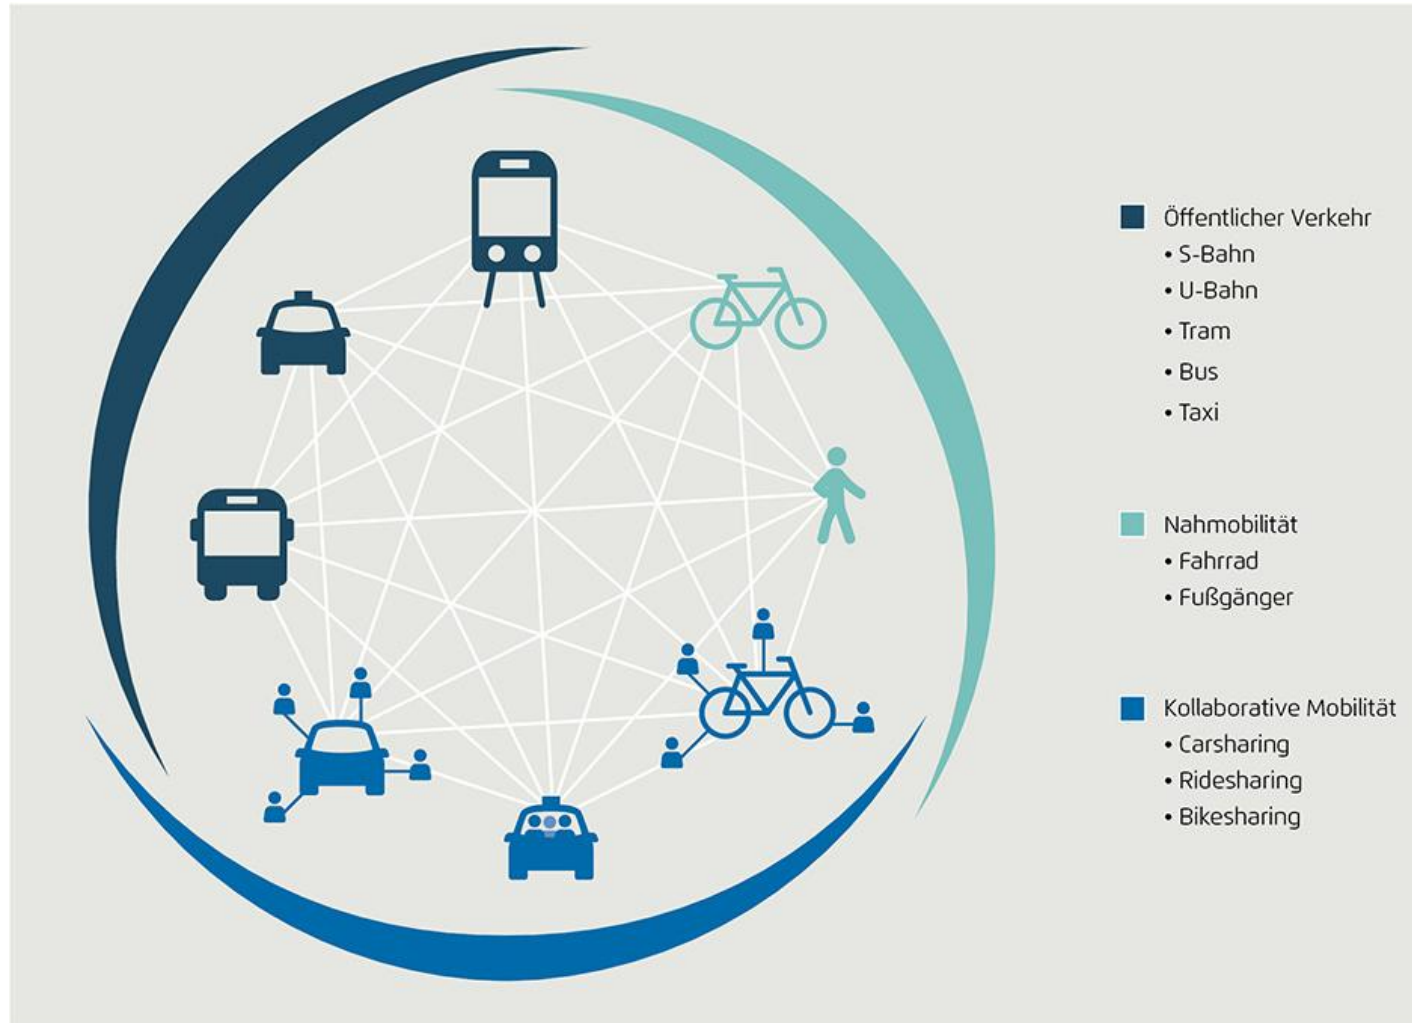 Öffentlicher Verkehr
• S-Bahn
• U-Bahn
• Tram
• Bus
• Taxi
Nahmobilität
• Fahrrad
• Fußgänger
Kollaborative Mobilität
• Carsharing
• Ridesharing
• Bikesharing